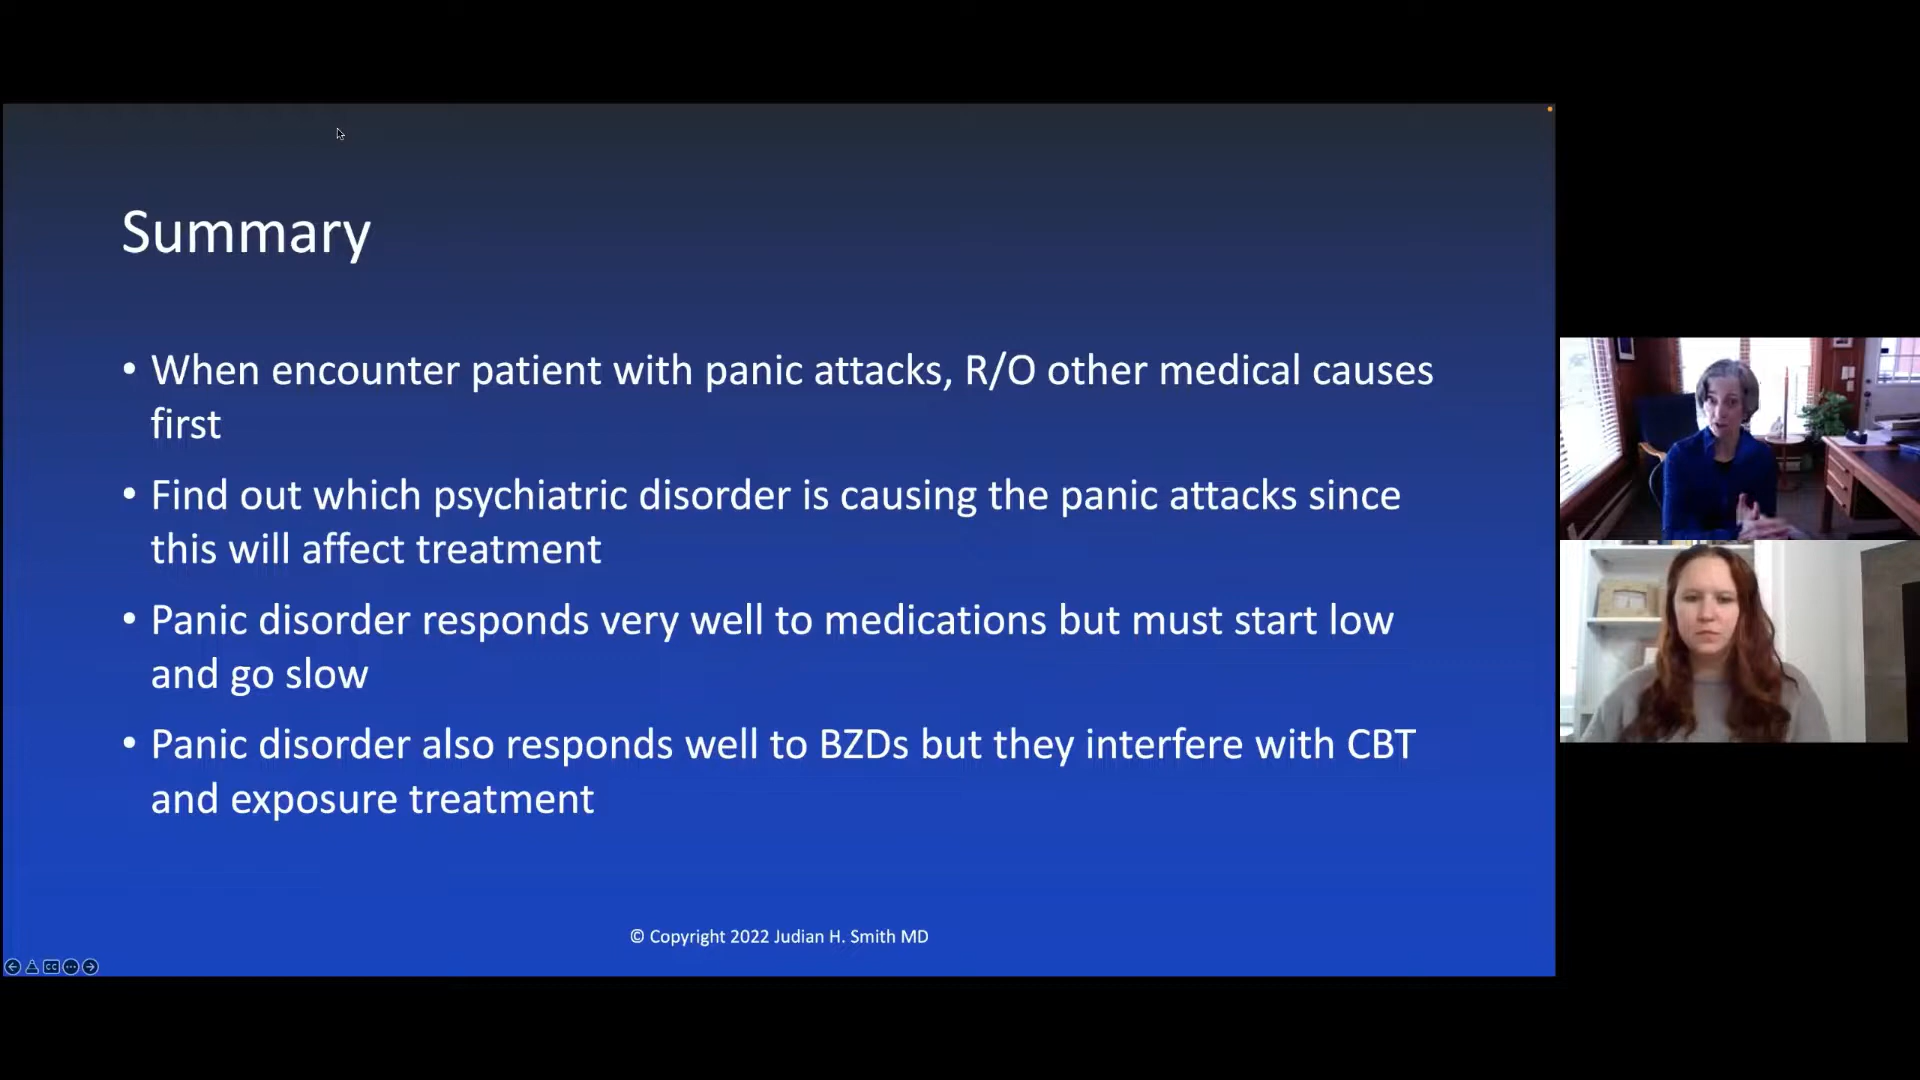 Summary
• When encounter patient with panic attacks, R/O other medical causes
first
• Find out which psychiatric disorder is causing the panic attacks since
this will affect treatment
• Panic disorder responds very well to medications but must start low
and go slow
• Panic disorder also responds well to BZDs but they interfere with CBT
and exposure treatment
© Copyright 2022 Judian H. Smith MD
CC